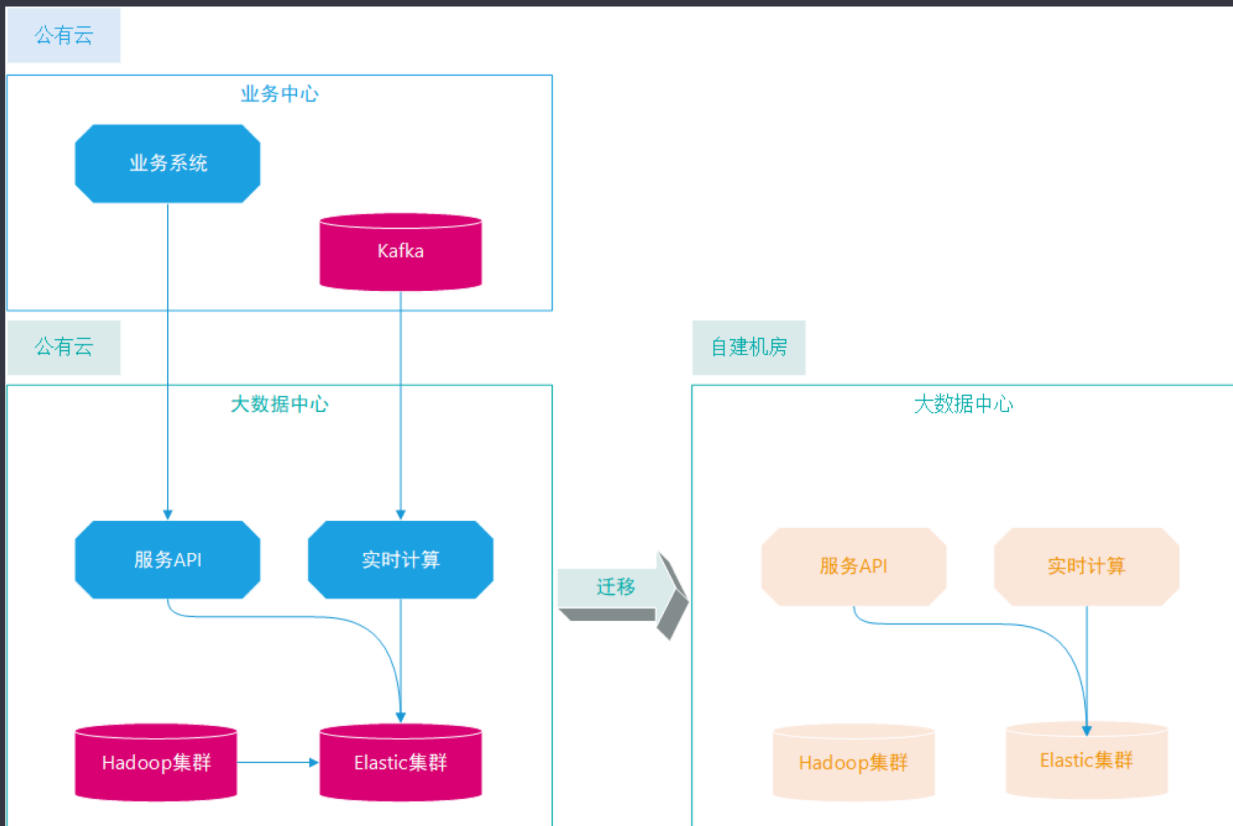 公有云
业务中心
业务系统
Kafka
公有云
大数据中心
服务API
实时计算
Hadoop集群
Elastic集群
迁移
自建机房
大数据中心
服务API
实时计算
Hadoop集群
Elastic集群